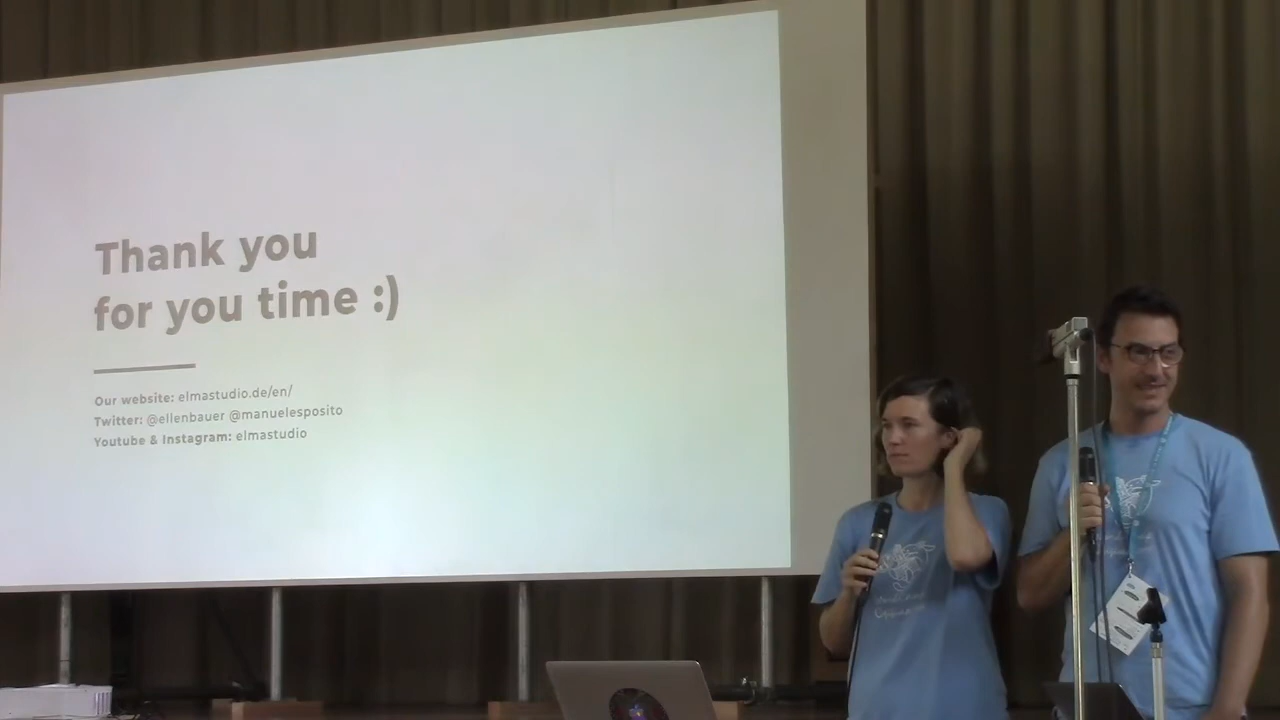 Thank you
for you time :)
Our website: elmastudio.de/en/
Twitter: @ellenbauer @manuelesposito
Youtube & Instagram: elmastudio